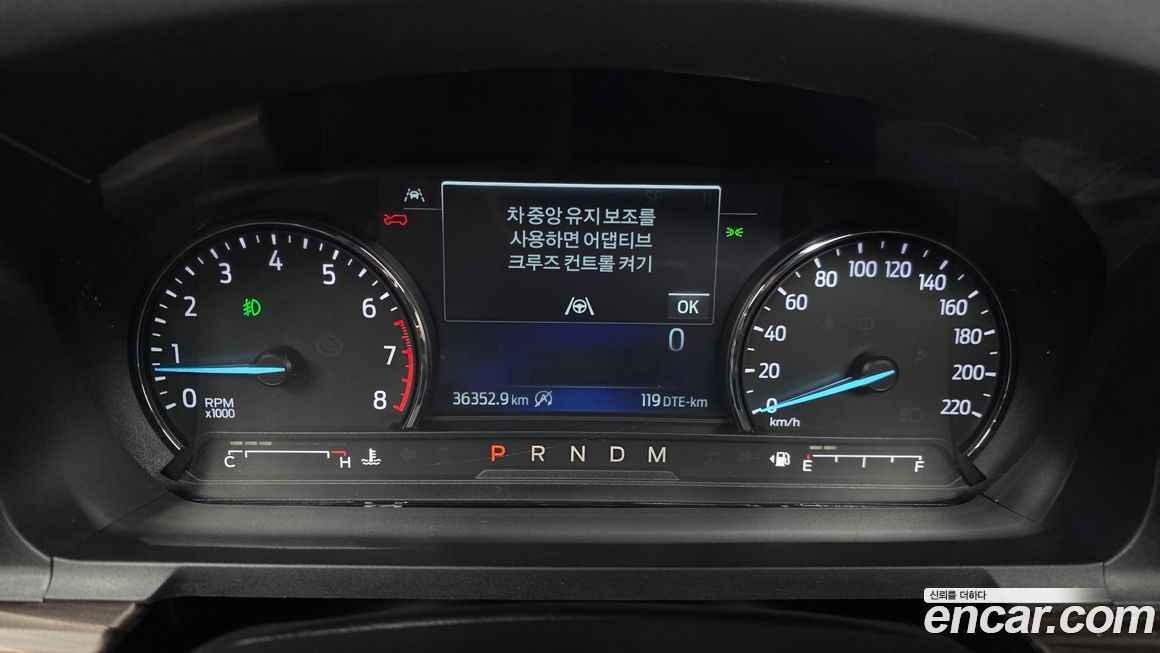 차 중앙 유지 보조를
사용하면 어댑티브
크루즈 컨트롤 켜기
OK
0
36352.9 km
119 DTE-km
0 1 2 3 4 5 6 7 8
RPM
x1000
0 20 40 60 80 100 120 140 160 180 200 220
km/h
C H
P R N D M
E F
신뢰를 더하다
encar.com